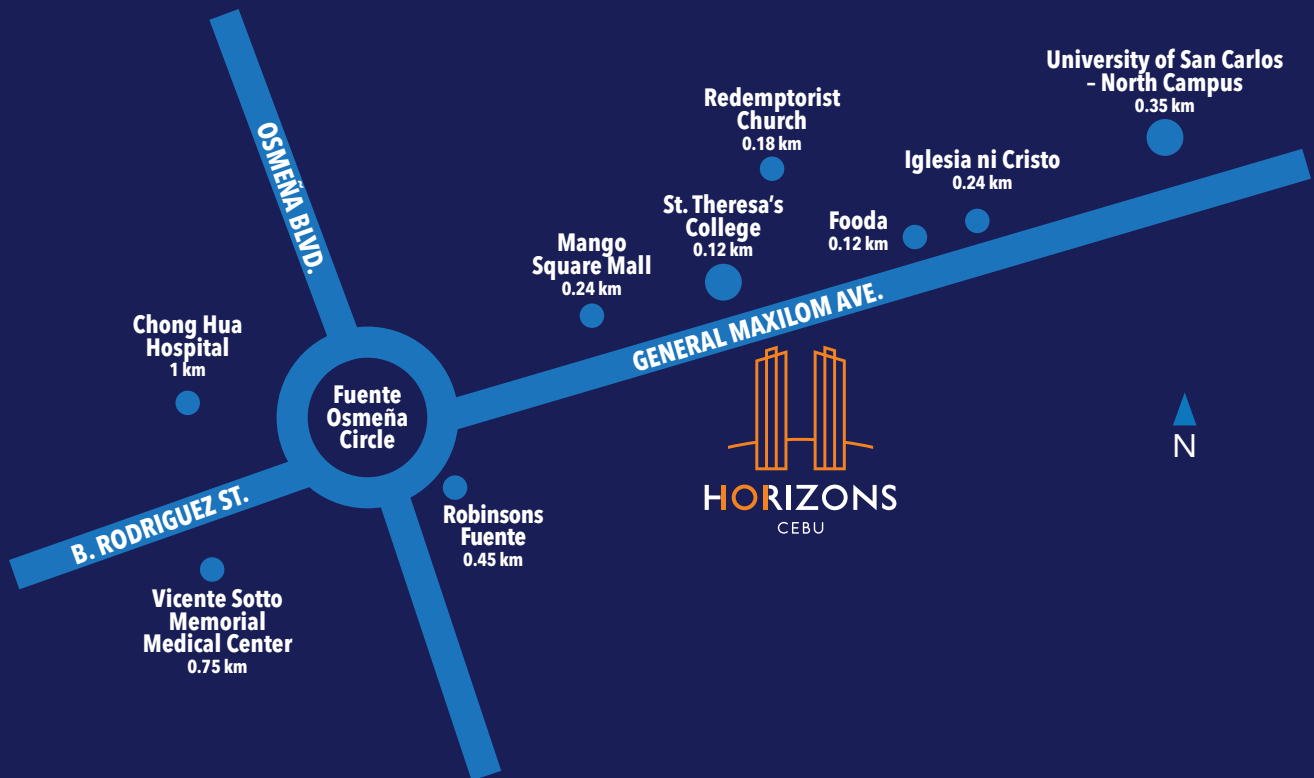 University of San Carlos
– North Campus
0.35 km
Redemptorist
Church
0.18 km
Iglesia ni Cristo
0.24 km
OSMEÑA BLVD.
St. Theresa's
College
0.12 km
Fooda
0.12 km
Mango
Square Mall
0.24 km
GENERAL MAXILOM AVE.
Chong Hua
Hospital
1 km
Fuente
Osmeña
Circle
N
HORIZONS
CEBU
B. RODRIGUEZ ST.
Robinsons
Fuente
0.45 km
Vicente Sotto
Memorial
Medical Center
0.75 km